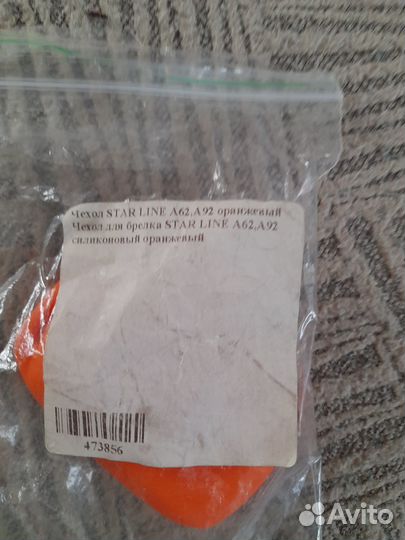 Чехол STAR LINE A62,A92 оранжевый
Чехол для брелка STAR LINE A62,A92
силиконовый оранжевый
473856
Avito